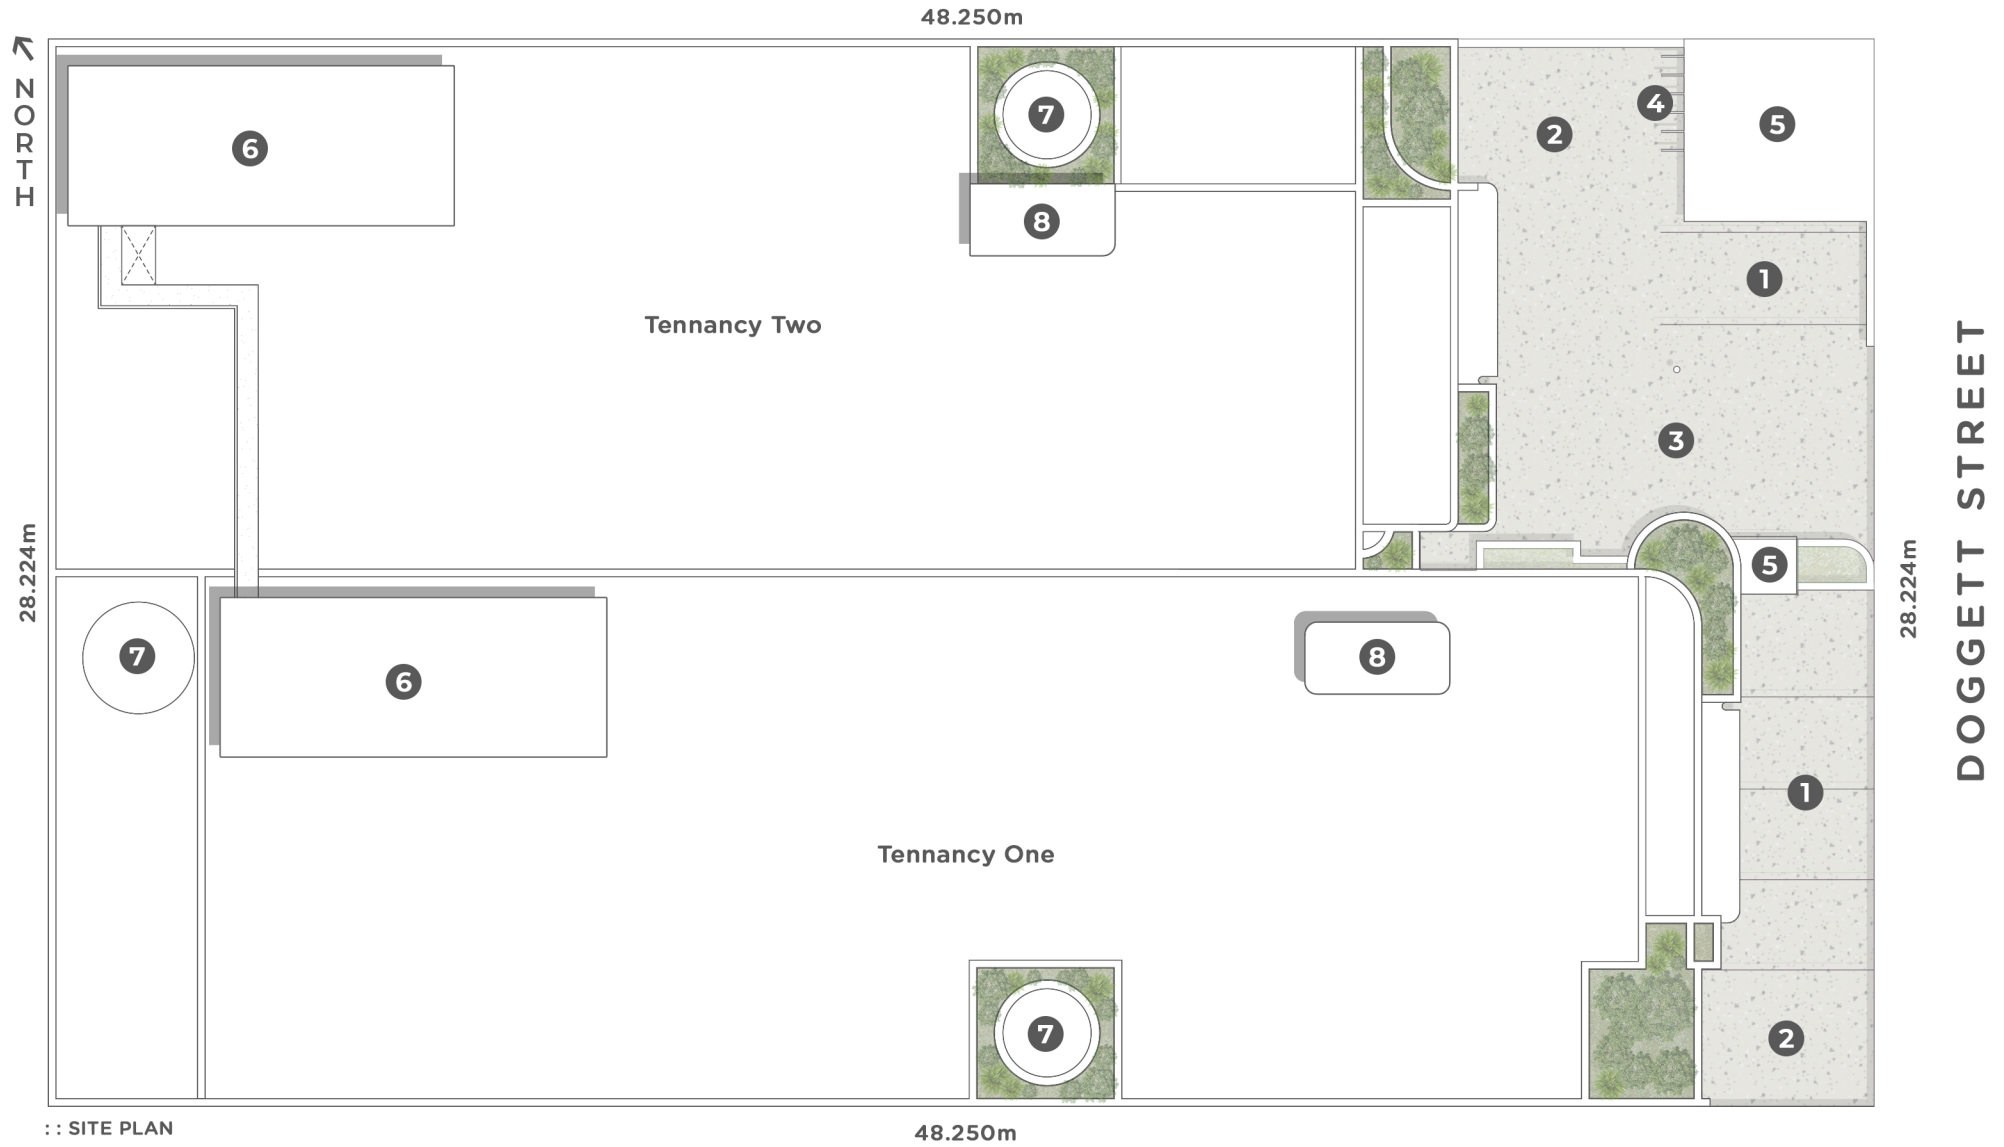 48.250m
NORTH
7
4
5
6
2
8
1
Tennancy Two
3
28.224m
5
28.224m
DOGGETT STREET
7
6
8
1
Tennancy One
7
2
:: SITE PLAN
48.250m